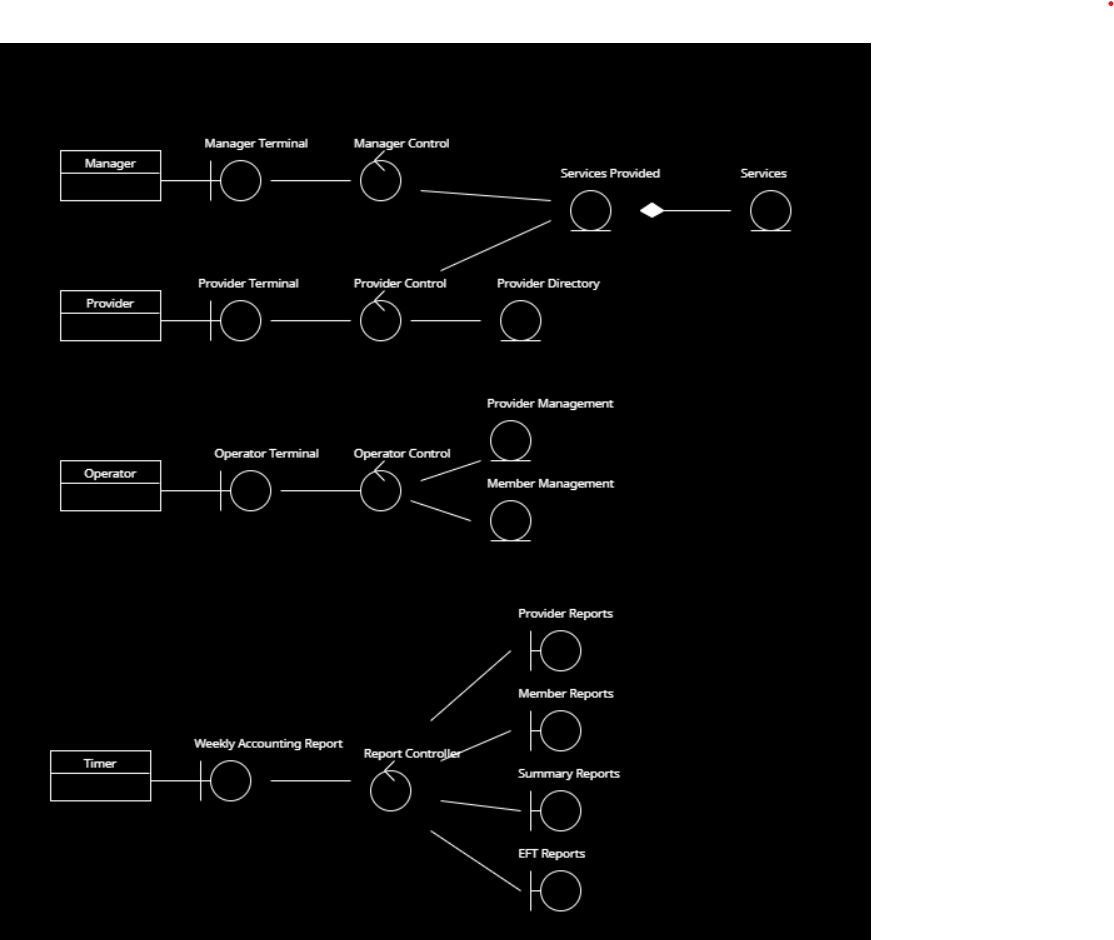 Manager Terminal
Manager Control
Manager
Services Provided
Services
Provider Terminal
Provider Control
Provider Directory
Provider
Provider Management
Operator Terminal
Operator Control
Operator
Member Management
Provider Reports
Member Reports
Weekly Accounting Report
Report Controller
Timer
Summary Reports
EFT Reports